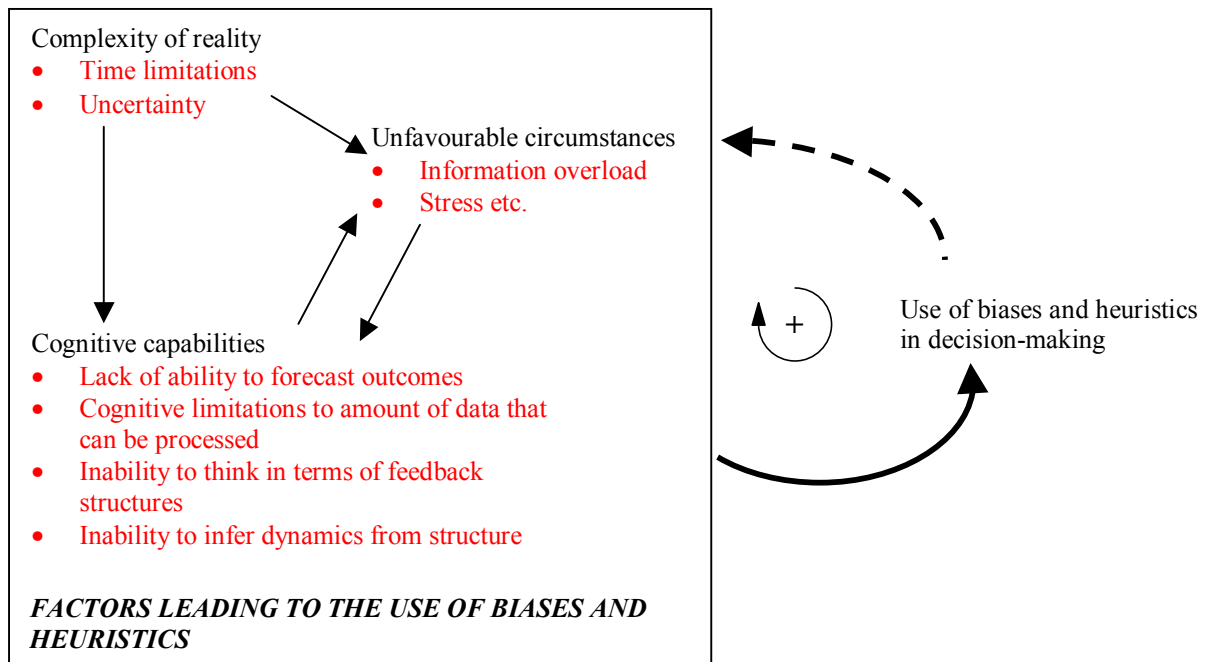 Complexity of reality
• Time limitations
• Uncertainty
Unfavourable circumstances
• Information overload
• Stress etc.
Cognitive capabilities
• Lack of ability to forecast outcomes
• Cognitive limitations to amount of data that
can be processed
• Inability to think in terms of feedback
structures
• Inability to infer dynamics from structure
FACTORS LEADING TO THE USE OF BIASES AND
HEURISTICS
+
Use of biases and heuristics
in decision-making